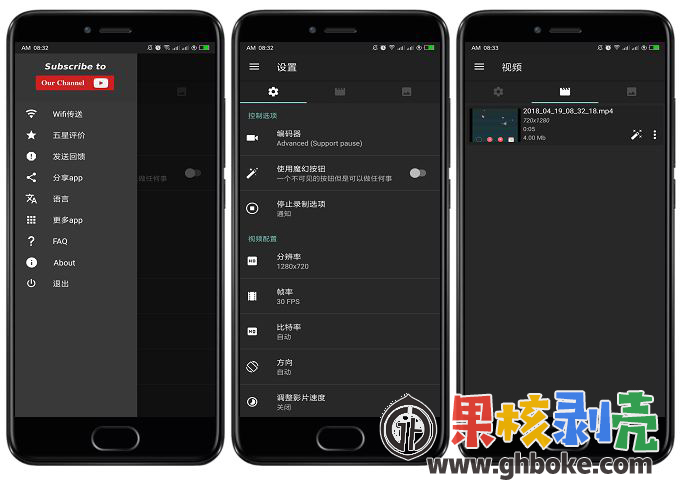 AM 08:32
Subscribe to
Our Channel
Wifi传送
五星评价
发送回馈
分享app
语言
更多app
FAQ
About
退出
做任何事
AM 08:32
设置
控制选项
编码器
Advanced (Support pause)
使用魔幻按钮
一个不可见的按钮但是可以做任何事
停止录制选项
通知
视频配置
分辨率
1280x720
帧率
30 FPS
比特率
自动
方向
自动
调整影片速度
关闭
AM 08:33
视频
2018_04_19_08_32_18.mp4
720x1280
0:05
4.00 Mb
果核剥壳
www.ghboke.com